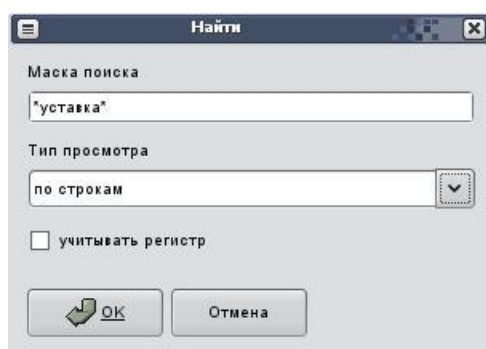 Найти
Маска поиска
*уставка*
Тип просмотра
по строкам
учитывать регистр
OK
Отмена